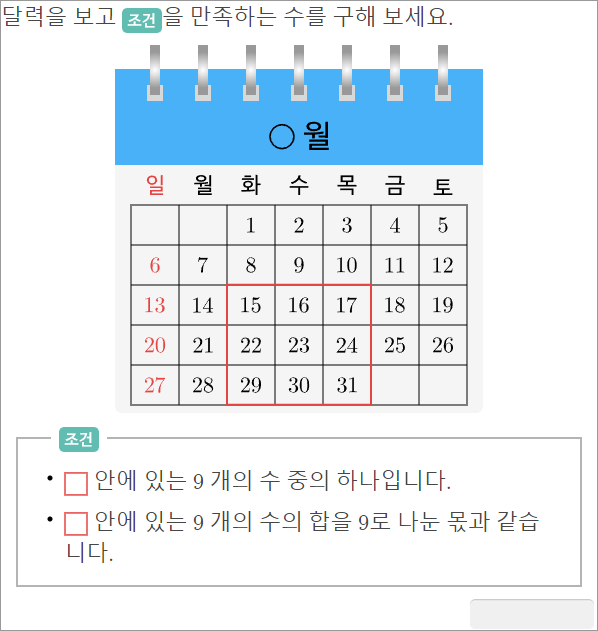 달력을 보고 조건을 만족하는 수를 구해 보세요.
○월
일 월 화 수 목 금 토
1 2 3 4 5
6 7 8 9 10 11 12
13 14 15 16 17 18 19
20 21 22 23 24 25 26
27 28 29 30 31
조건
• □ 안에 있는 9 개의 수 중의 하나입니다.
• □ 안에 있는 9 개의 수의 합을 9로 나눈 몫과 같습
니다.